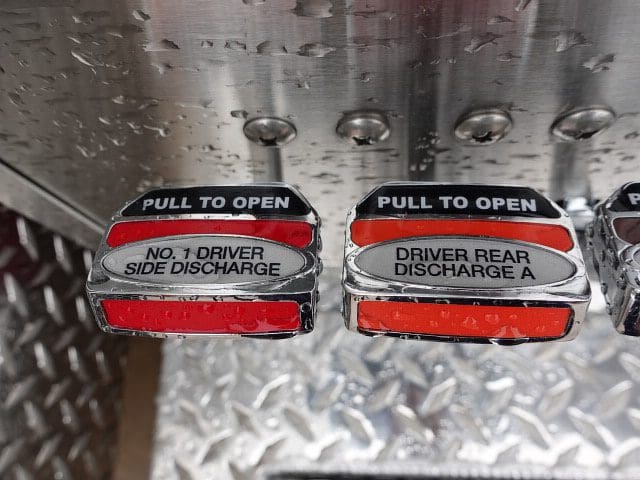 PULL TO OPEN
NO. 1 DRIVER
SIDE DISCHARGE
PULL TO OPEN
DRIVER REAR
DISCHARGE A